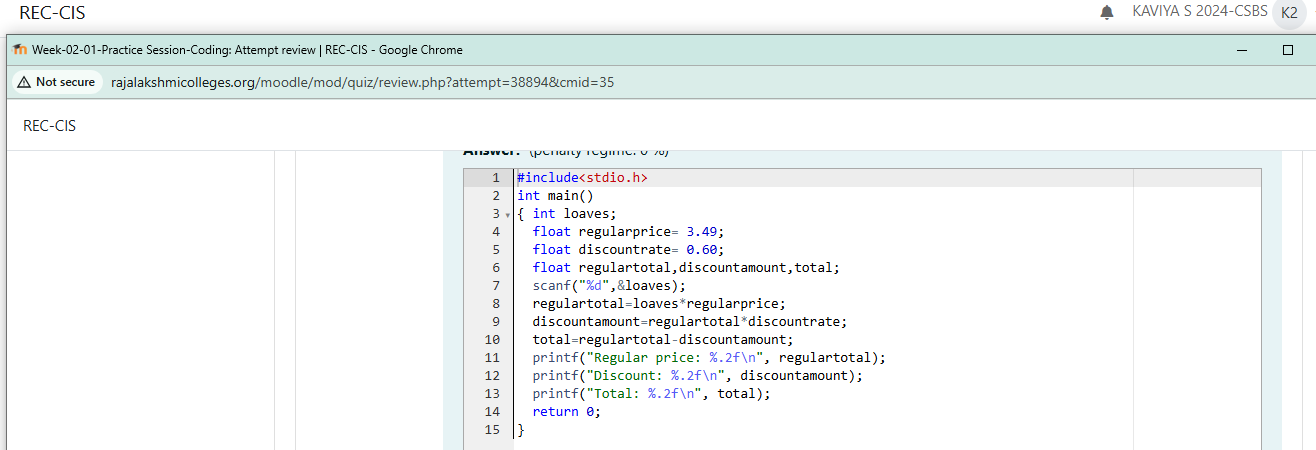 REC-CIS
KAVIYA S 2024-CSBS K2
Week-02-01-Practice Session-Coding: Attempt review | REC-CIS - Google Chrome
Not secure rajalakshmicolleges.org/moodle/mod/quiz/review.php?attempt=38894&cmid=35
REC-CIS
Answer: (penalty regime: 0 %)
1 #include<stdio.h>
2 int main()
3 { int loaves;
4 float regularprice= 3.49;
5 float discountrate= 0.60;
6 float regulartotal,discountamount,total;
7 scanf("%d",&loaves);
8 regulartotal=loaves*regularprice;
9 discountamount=regulartotal*discountrate;
10 total=regulartotal-discountamount;
11 printf("Regular price: %.2f\n", regulartotal);
12 printf("Discount: %.2f\n", discountamount);
13 printf("Total: %.2f\n", total);
14 return 0;
15 }